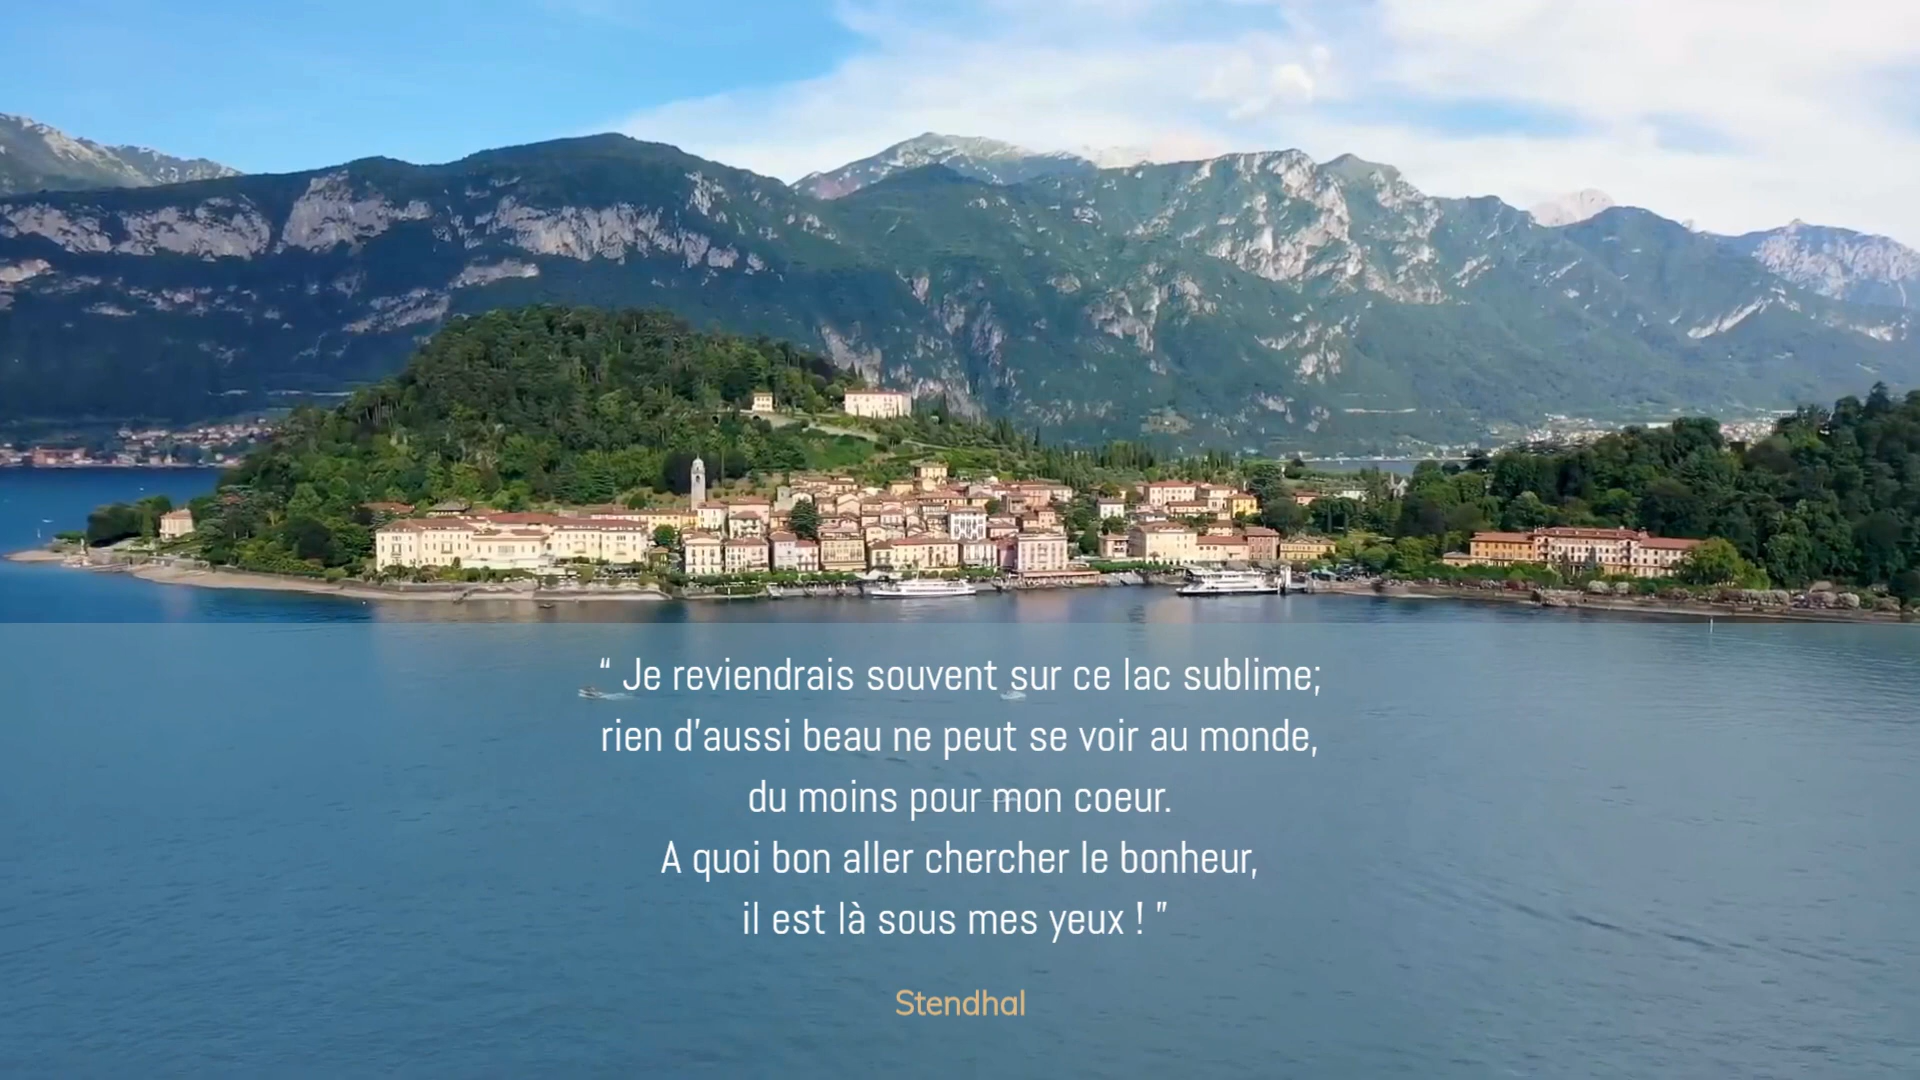 “ Je reviendrais souvent sur ce lac sublime;
rien d’aussi beau ne peut se voir au monde,
du moins pour mon coeur.
A quoi bon aller chercher le bonheur,
il est là sous mes yeux ! ”
Stendhal